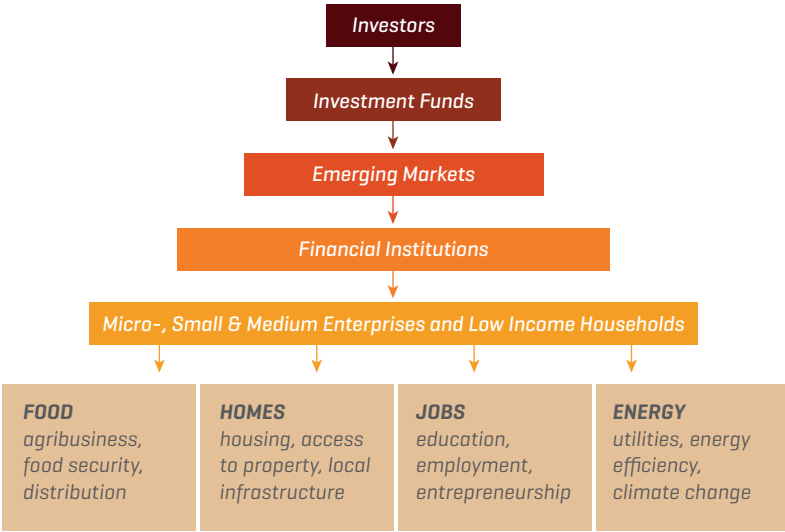 Investors
Investment Funds
Emerging Markets
Financial Institutions
Micro-, Small & Medium Enterprises and Low Income Households
FOOD
agribusiness,
food security,
distribution
HOMES
housing, access
to property, local
infrastructure
JOBS
education,
employment,
entrepreneurship
ENERGY
utilities, energy
efficiency,
climate change